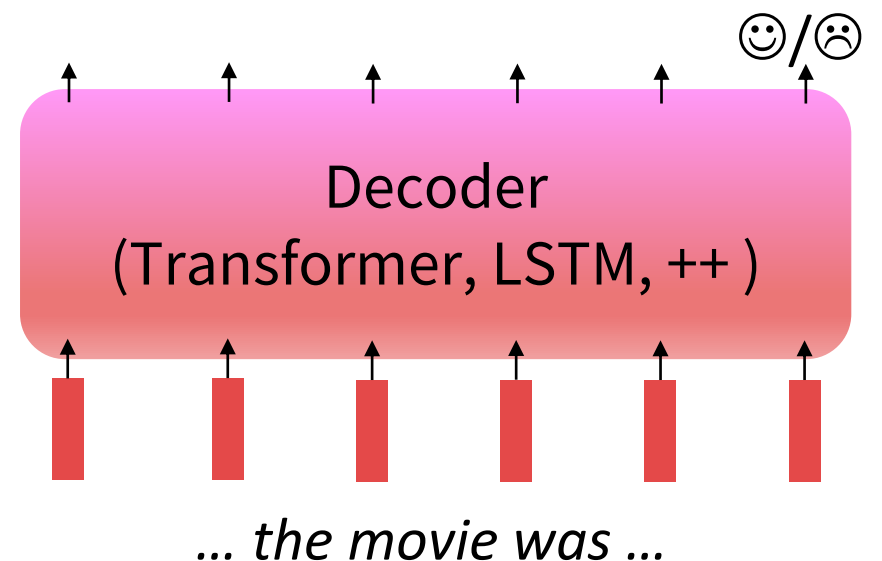 ☺/☹
Decoder
(Transformer, LSTM, ++ )
… the movie was …